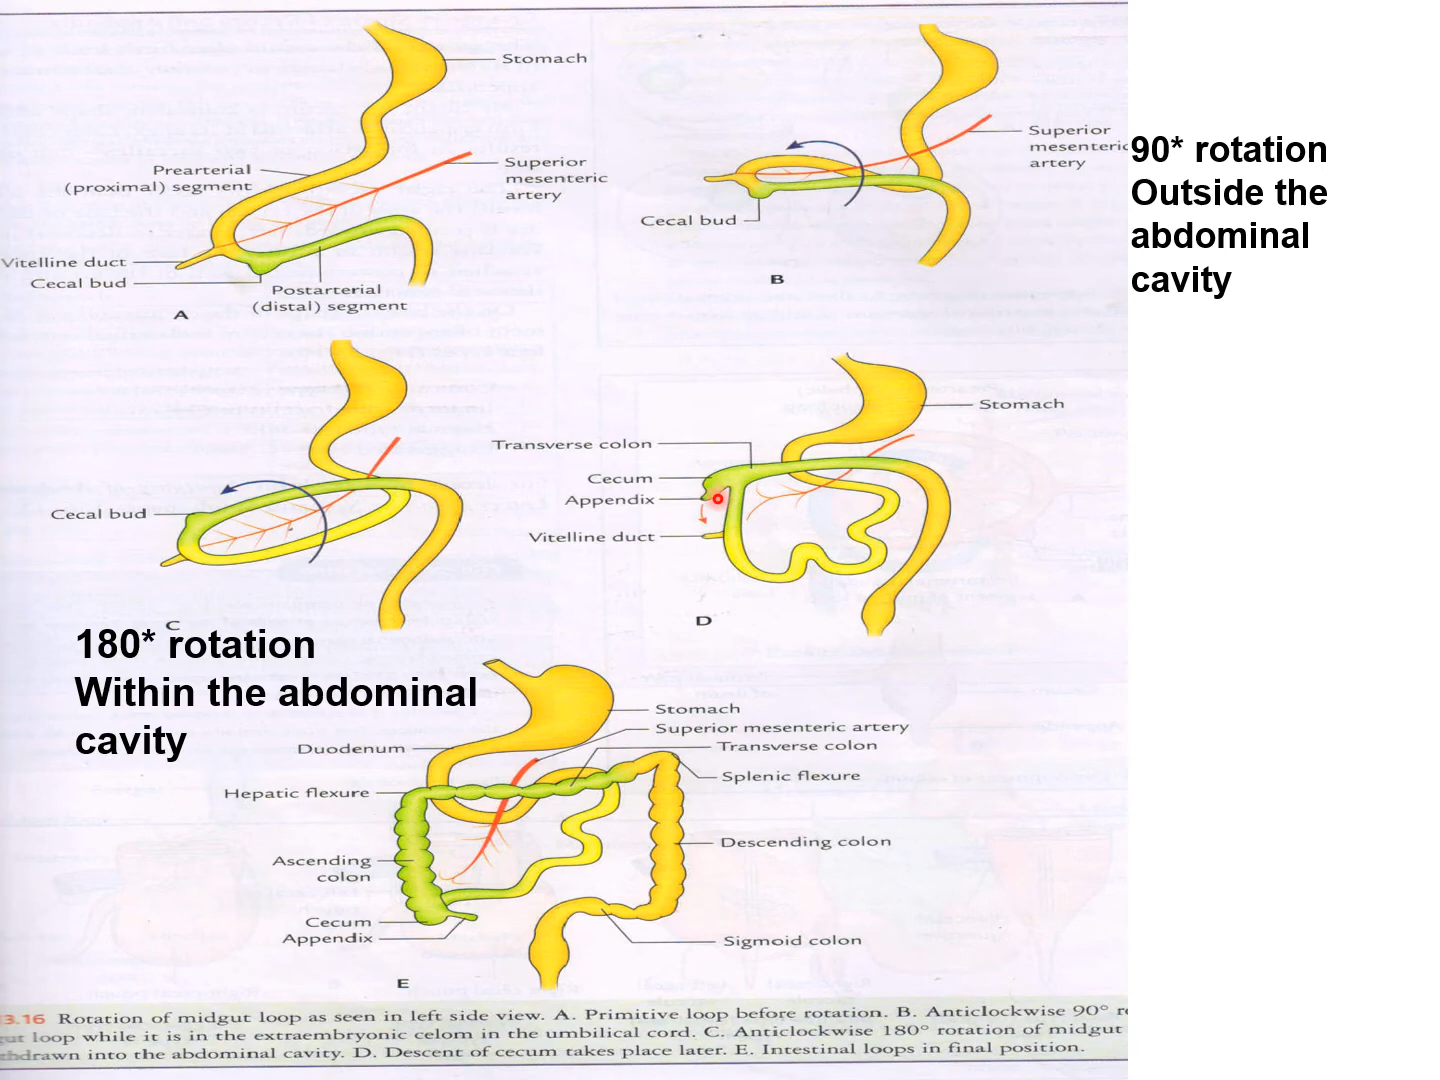 Stomach
Superior
mesenteric
artery
Prearterial
(proximal) segment
Vitelline duct
Cecal bud
Postarterial
(distal) segment
A
Superior
mesenteric
artery
Cecal bud
B
90* rotation
Outside the
abdominal
cavity
Cecal bud
C
180* rotation
Within the abdominal
cavity
Stomach
Transverse colon
Cecum
Appendix
Vitelline duct
D
Stomach
Superior mesenteric artery
Transverse colon
Duodenum
Splenic flexure
Hepatic flexure
Descending colon
Ascending
colon
Cecum
Appendix
Sigmoid colon
E
3.16 Rotation of midgut loop as seen in left side view. A. Primitive loop before rotation. B. Anticlockwise 90°
loop while it is in the extraembryonic celom in the umbilical cord. C. Anticlockwise 180° rotation of midgut
into the abdominal cavity. D. Descent of cecum takes place later. E. Intestinal loops in final position.